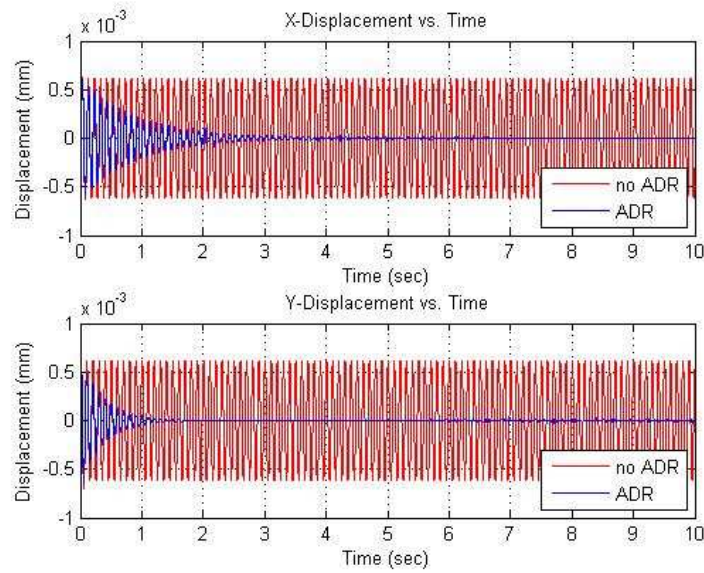 X-Displacement vs. Time
x 10^-3
1
0.5
0
-0.5
-1
Displacement (mm)
no ADR
ADR
0 1 2 3 4 5 6 7 8 9 10
Time (sec)
Y-Displacement vs. Time
x 10^-3
1
0.5
0
-0.5
-1
Displacement (mm)
no ADR
ADR
0 1 2 3 4 5 6 7 8 9 10
Time (sec)